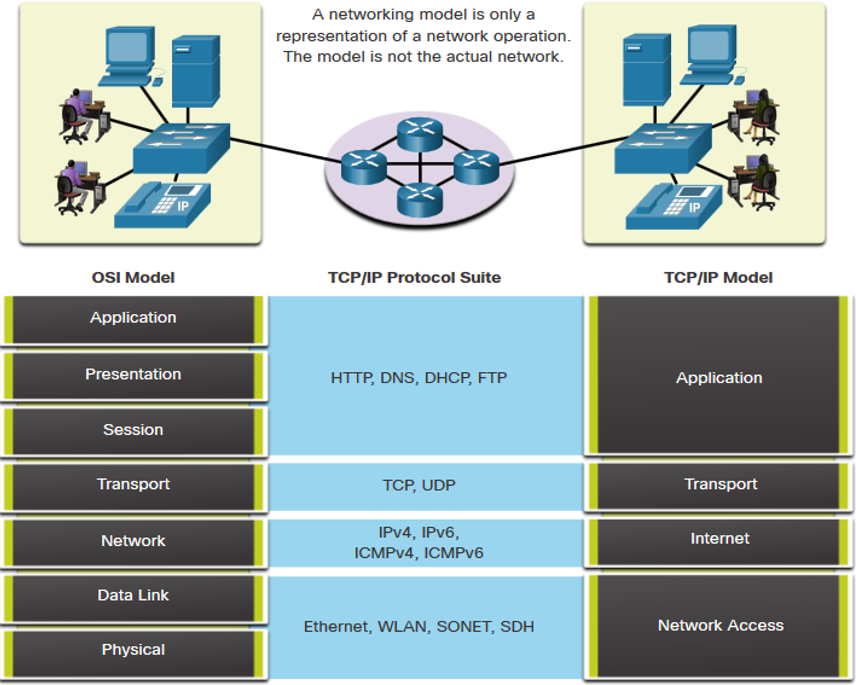 A networking model is only a
representation of a network operation.
The model is not the actual network.
IP
IP
OSI Model
TCP/IP Protocol Suite
TCP/IP Model
Application
Presentation
Session
HTTP, DNS, DHCP, FTP
Application
Transport
TCP, UDP
Transport
Network
IPv4, IPv6,
ICMPv4, ICMPv6
Internet
Data Link
Physical
Ethernet, WLAN, SONET, SDH
Network Access